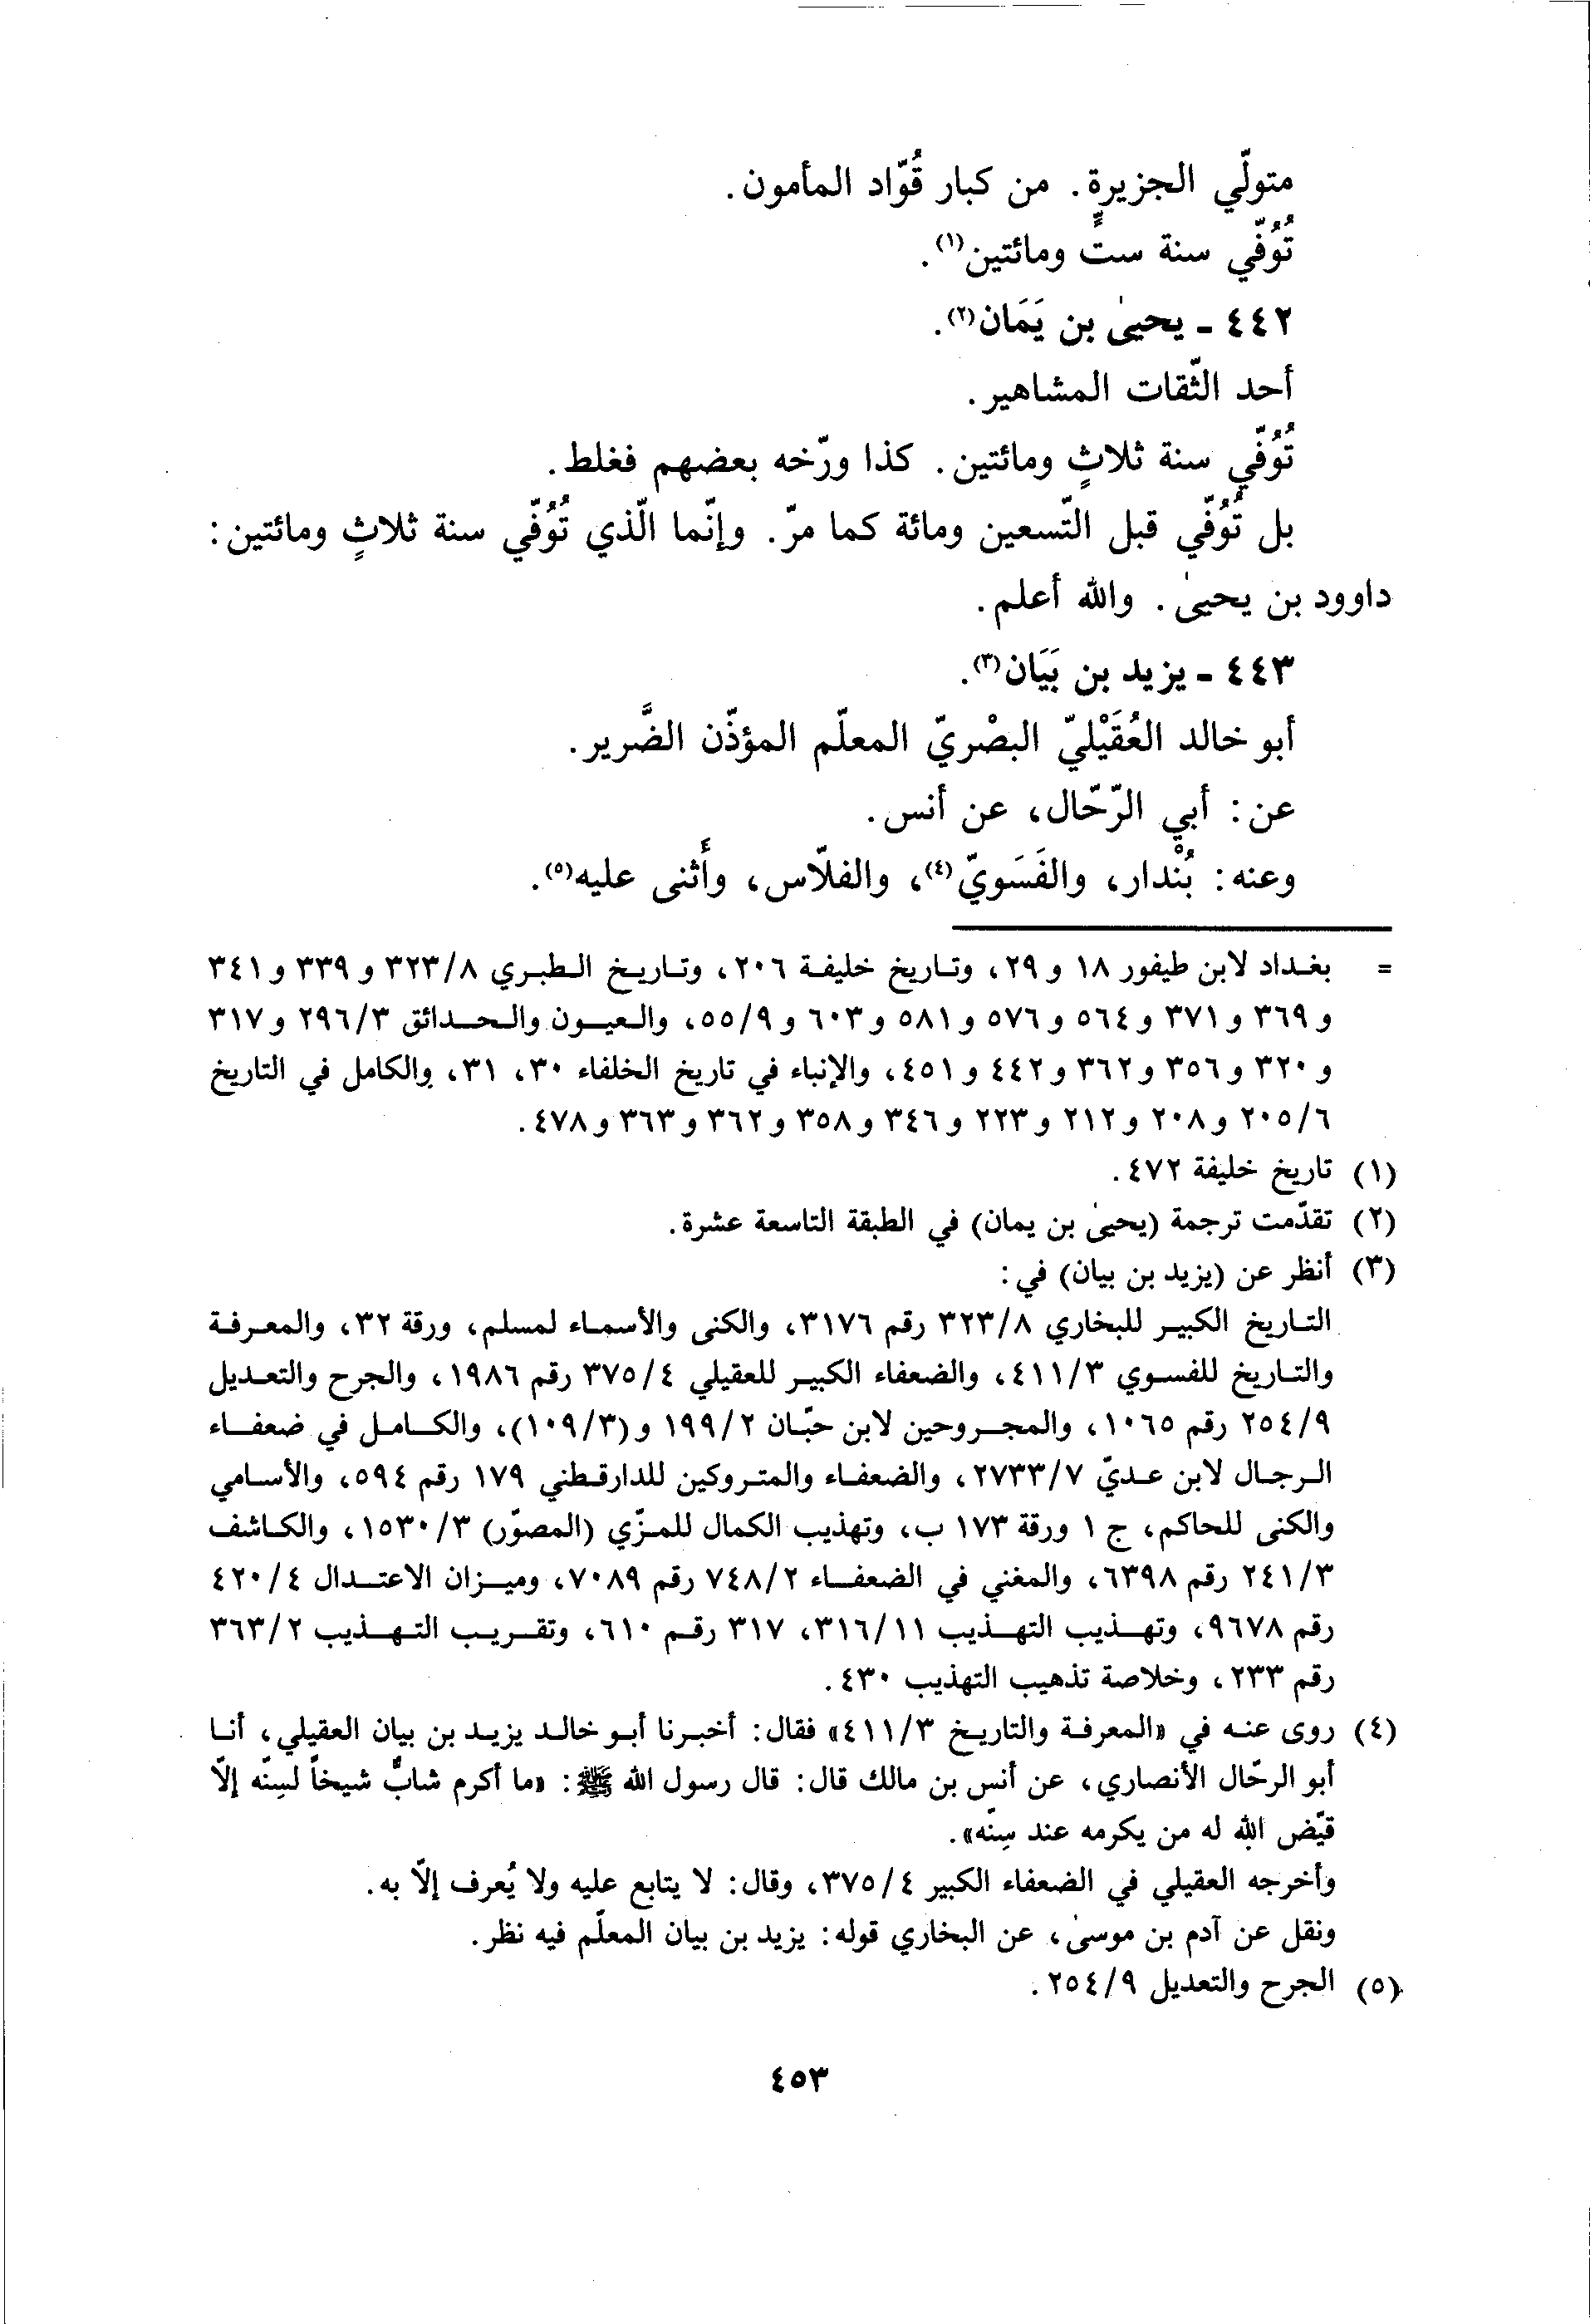 متولّي الجزيرة. من كبار قُوّاد المأمون.
تُوُفّي سنة ستٍّ ومائتين(١).
٤٤٢ - يحيىٰ بن يَمَان(٢).
أحد الثّقات المشاهير.
تُوُفّي سنة ثلاثٍ ومائتين. كذا ورّخه بعضهم فغلط.
بل تُوُفّي قبل التّسعين ومائة كما مرّ. وإنّما الّذي تُوُفّي سنة ثلاثٍ ومائتين:
داوود بن يحيىٰ. والله أعلم.
٤٤٣ - يزيد بن بَيَان(٣).
أبو خالد العُقَيْليّ البصْريّ المعلّم المؤذّن الضَّرير.
عن: أبي الرّحّال، عن أنس.
وعنه: بُنْدار، والفَسَويّ(٤)، والفلّاس، وأَثنى عليه(٥).
= بغداد لابن طيفور ١٨ و ٢٩، وتاريخ خليفة ٢٠٦، وتاريخ الطبري ٣٢٣/٨ و ٣٣٩ و ٣٤١
و ٣٦٩ و ٣٧١ و ٥٦٤ و ٥٧٦ و ٥٨١ و ٦٠٣ و ٥٥/٩، والعيون والحدائق ٢٩٦/٣ و ٣١٧
و ٣٢٠ و ٣٥٦ و ٣٦٢ و ٤٤٢ و ٤٥١، والإنباء في تاريخ الخلفاء ٣٠، ٣١، والكامل في التاريخ
٢٠٥/٦ و ٢٠٨ و ٢١٢ و ٢٢٣ و ٣٤٦ و ٣٥٨ و ٣٦٢ و ٣٦٣ و ٤٧٨.
(١) تاريخ خليفة ٤٧٢.
(٢) تقدّمت ترجمة (يحيىٰ بن يمان) في الطبقة التاسعة عشرة.
(٣) أنظر عن (يزيد بن بيان) في:
التاريخ الكبير للبخاري ٣٢٣/٨ رقم ٣١٧٦، والكنى والأسماء لمسلم، ورقة ٣٢، والمعرفة
والتاريخ للفسوي ٤١١/٣، والضعفاء الكبير للعقيلي ٣٧٥/٤ رقم ١٩٨٦، والجرح والتعديل
٢٥٤/٩ رقم ١٠٦٥، والمجروحين لابن حبّان ١٩٩/٢ و (١٠٩/٣)، والكامل في ضعفاء
الرجال لابن عديّ ٢٧٣٣/٧، والضعفاء والمتروكين للدارقطني ١٧٩ رقم ٥٩٤، والأسامي
والكنى للحاكم، ج ١ ورقة ١٧٣ ب، وتهذيب الكمال للمزّي (المصوّر) ١٥٣٠/٣، والكاشف
٢٤١/٣ رقم ٦٣٩٨، والمغني في الضعفاء ٧٤٨/٢ رقم ٧٠٨٩، وميزان الاعتدال ٤٢٠/٤
رقم ٩٦٧٨، وتهذيب التهذيب ٣١٦/١١، ٣١٧ رقم ٦١٠، وتقريب التهذيب ٣٦٣/٢
رقم ٢٣٣، وخلاصة تذهيب التهذيب ٤٣٠.
(٤) روى عنه في «المعرفة والتاريخ ٤١١/٣» فقال: أخبرنا أبو خالد يزيد بن بيان العقيلي، أنا
أبو الرحّال الأنصاري، عن أنس بن مالك قال: قال رسول الله ﷺ: «ما أكرم شابٌّ شيخاً لسِنّه إلّا
قيّض الله له من يكرمه عند سِنّه».
وأخرجه العقيلي في الضعفاء الكبير ٣٧٥/٤، وقال: لا يتابع عليه ولا يُعرف إلّا به.
ونقل عن آدم بن موسىٰ، عن البخاري قوله: يزيد بن بيان المعلّم فيه نظر.
(٥) الجرح والتعديل ٢٥٤/٩.
٤٥٣